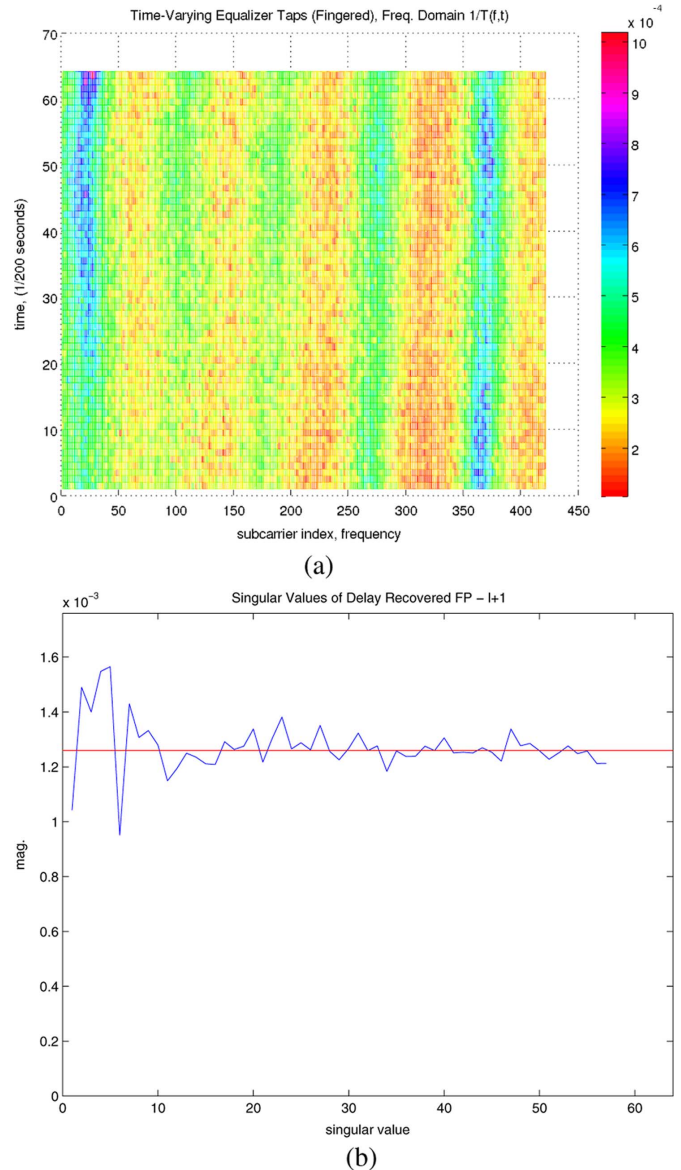 Time-Varying Equalizer Taps (Fingered), Freq. Domain 1/T(f,t)
x 10⁻⁴
70
60
50
40
30
20
10
0
time, (1/200 seconds)
0 50 100 150 200 250 300 350 400 450
subcarrier index, frequency
10
9
8
7
6
5
4
3
2
(a)
Singular Values of Delay Recovered FP – I+1
x 10⁻³
1.6
1.4
1.2
1
0.8
0.6
0.4
0.2
0
mag.
0 10 20 30 40 50 60
singular value
(b)